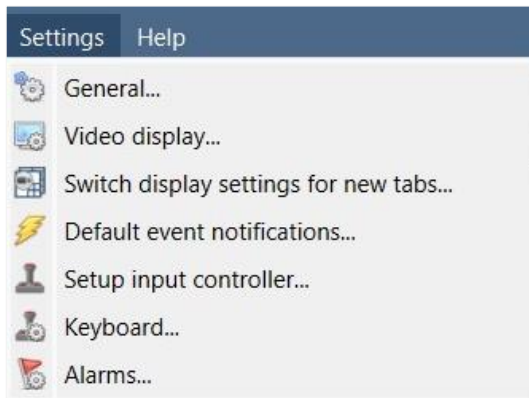 Settings Help
General...
Video display...
Switch display settings for new tabs...
Default event notifications...
Setup input controller...
Keyboard...
Alarms...